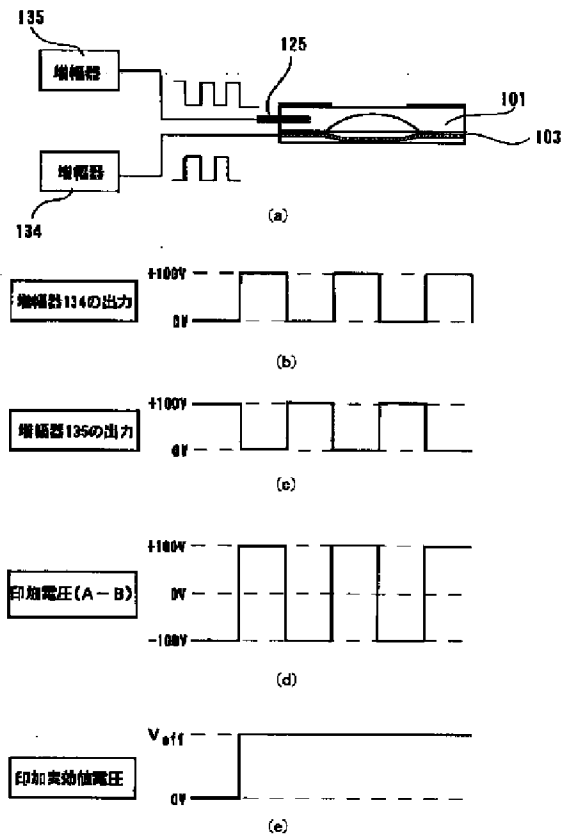 135
増幅器
125
101
103
増幅器
134
(a)
+100V
増幅器134の出力
0V
(b)
+100V
増幅器135の出力
0V
(c)
+100V
印加電圧(A－B)
0V
-100V
(d)
Veff
印加実効値電圧
0V
(e)